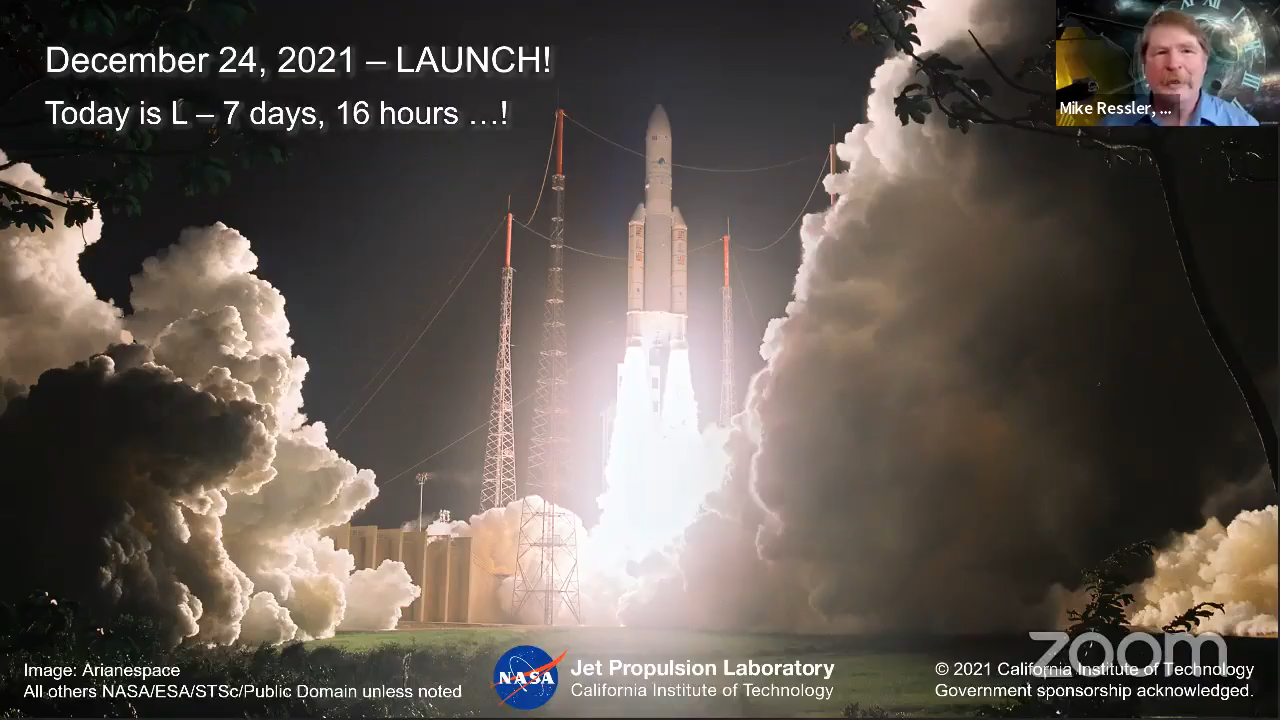 December 24, 2021 – LAUNCH!
Today is L – 7 days, 16 hours …!
Mike Ressler, ...
Image: Arianespace
All others NASA/ESA/STSc/Public Domain unless noted
NASA
Jet Propulsion Laboratory
California Institute of Technology
zoom
© 2021 California Institute of Technology
Government sponsorship acknowledged.